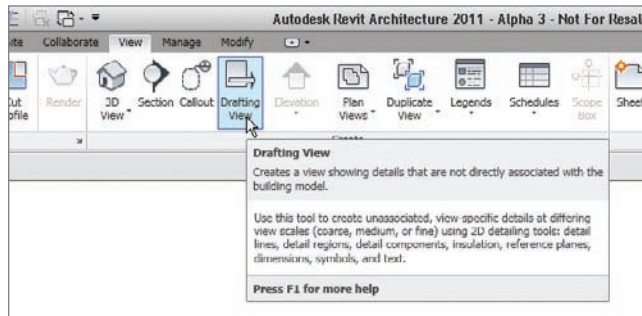 Autodesk Revit Architecture 2011 - Alpha 3 - Not For Resal
Collaborate View Manage Modify
Cut Render 3D Section Callout Drafting Elevation Plan Duplicate Legends Schedules Scope Sheet
ofile View View Views View Box
Create
Drafting View
Creates a view showing details that are not directly associated with the
building model.
Use this tool to create unassociated, view-specific details at differing
view scales (coarse, medium, or fine) using 2D detailing tools: detail
lines, detail regions, detail components, insulation, reference planes,
dimensions, symbols, and text.
Press F1 for more help